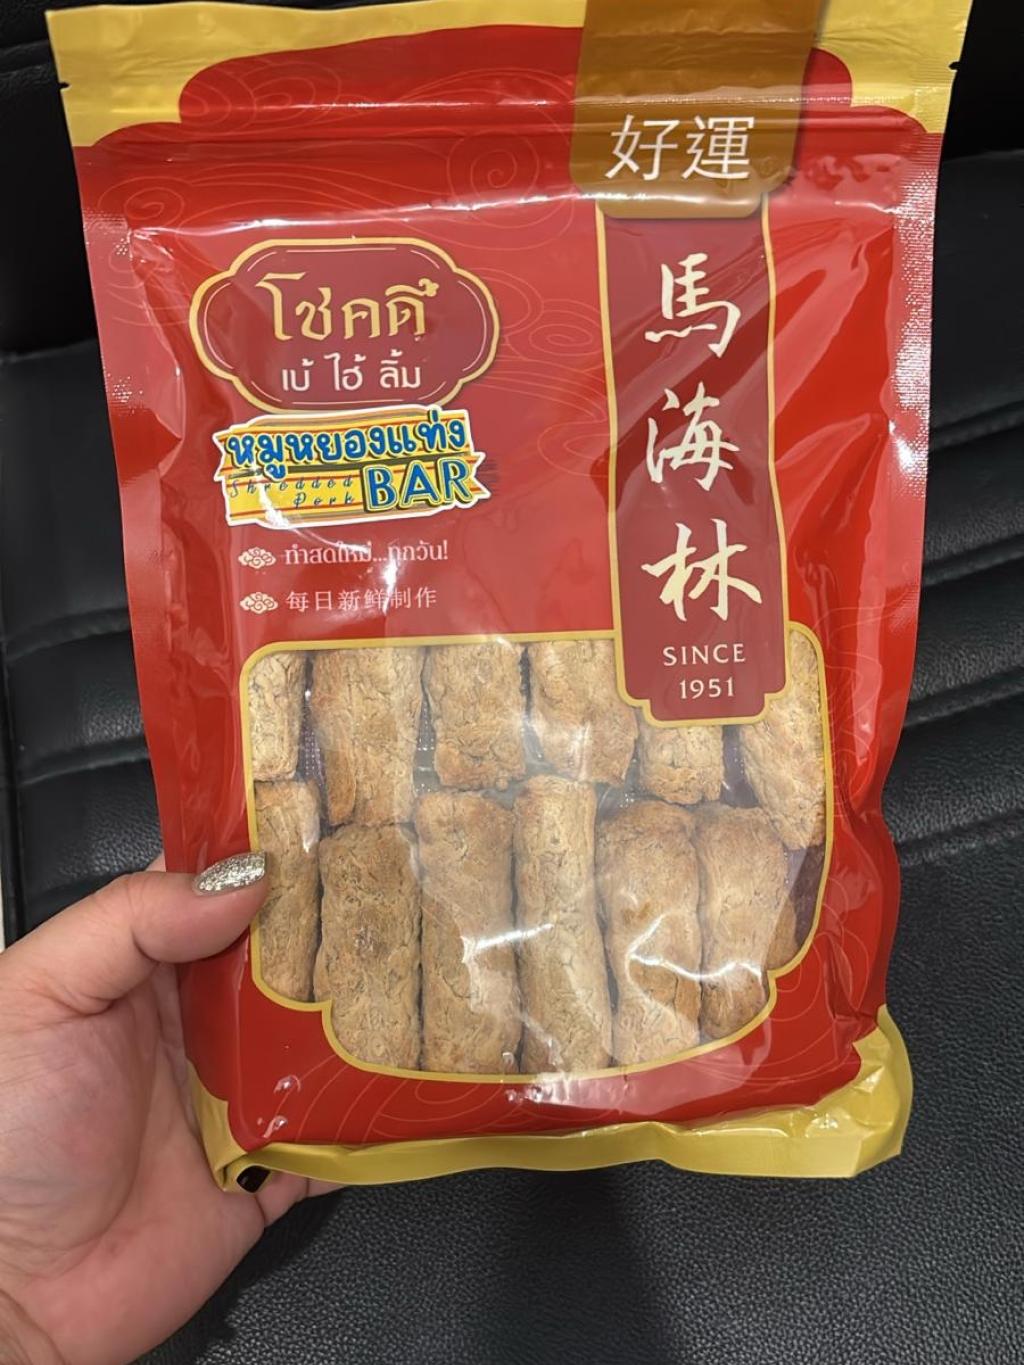 好運
馬海林
SINCE
1951
โชคดี
เบ้ ไฮ้ ลิ้ม
หมูหยองแท่ง
Shredded
Pork
BAR
ทำสดใหม่...ทุกวัน!
每日新鲜制作